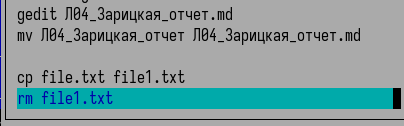 gedit Л04_Зарицкая_отчет.md
mv Л04_Зарицкая_отчет Л04_Зарицкая_отчет.md
cp file.txt file1.txt
rm file1.txt